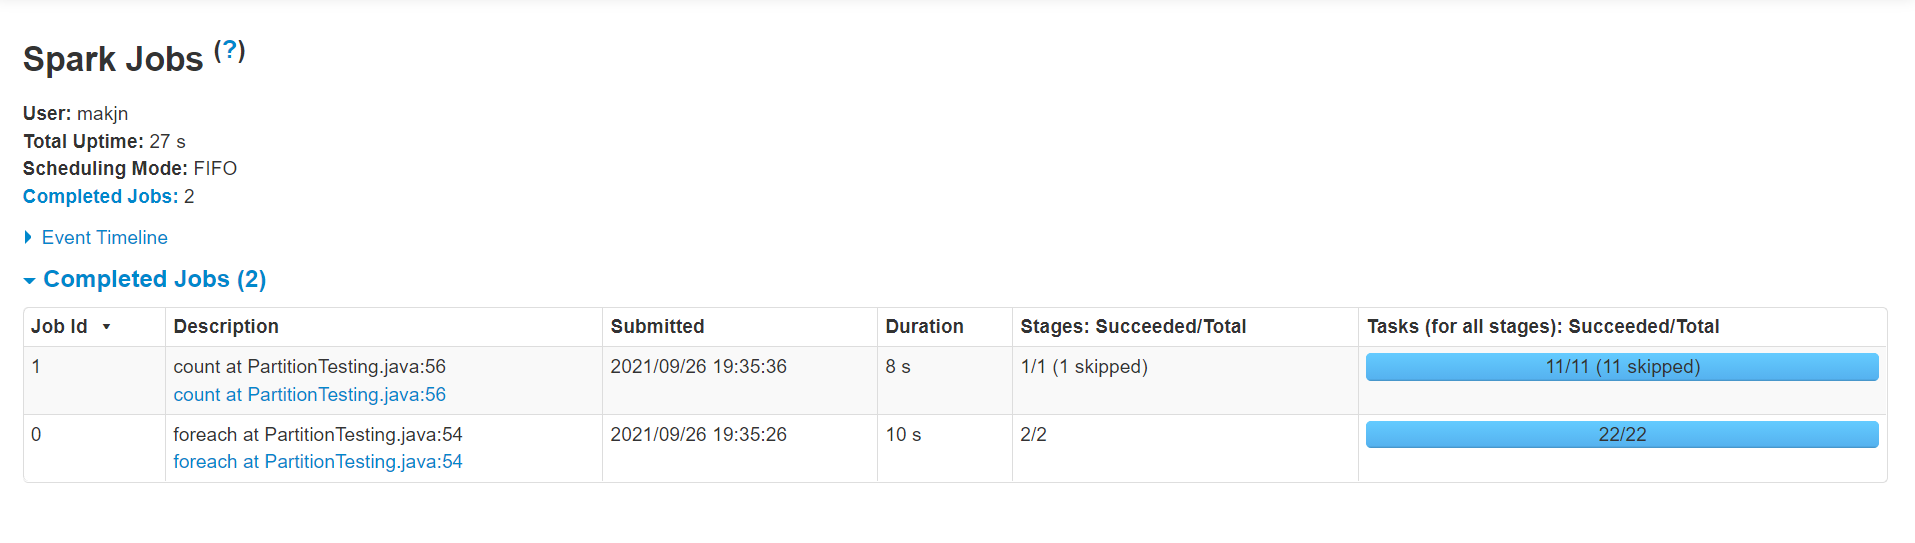 Spark Jobs (?)
User: makjn
Total Uptime: 27 s
Scheduling Mode: FIFO
Completed Jobs: 2
Event Timeline
Completed Jobs (2)
Job Id Description Submitted Duration Stages: Succeeded/Total Tasks (for all stages): Succeeded/Total
1 count at PartitionTesting.java:56 2021/09/26 19:35:36 8 s 1/1 (1 skipped) 11/11 (11 skipped)
count at PartitionTesting.java:56
0 foreach at PartitionTesting.java:54 2021/09/26 19:35:26 10 s 2/2 22/22
foreach at PartitionTesting.java:54